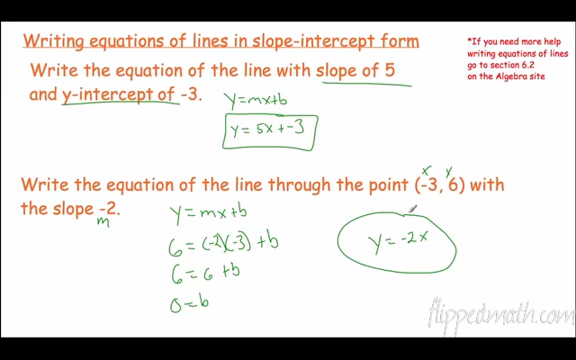 Writing equations of lines in slope-intercept form
*If you need more help
writing equations of lines
go to section 6.2
on the Algebra site
Write the equation of the line with slope of 5
and y-intercept of -3.
y=mx+b
y=5x+-3
Write the equation of the line through the point (-3, 6) with
x y
the slope -2.
m
y=mx+b
6=(-2)(-3)+b
6=6+b
0=b
y=-2x
flippedmath.com